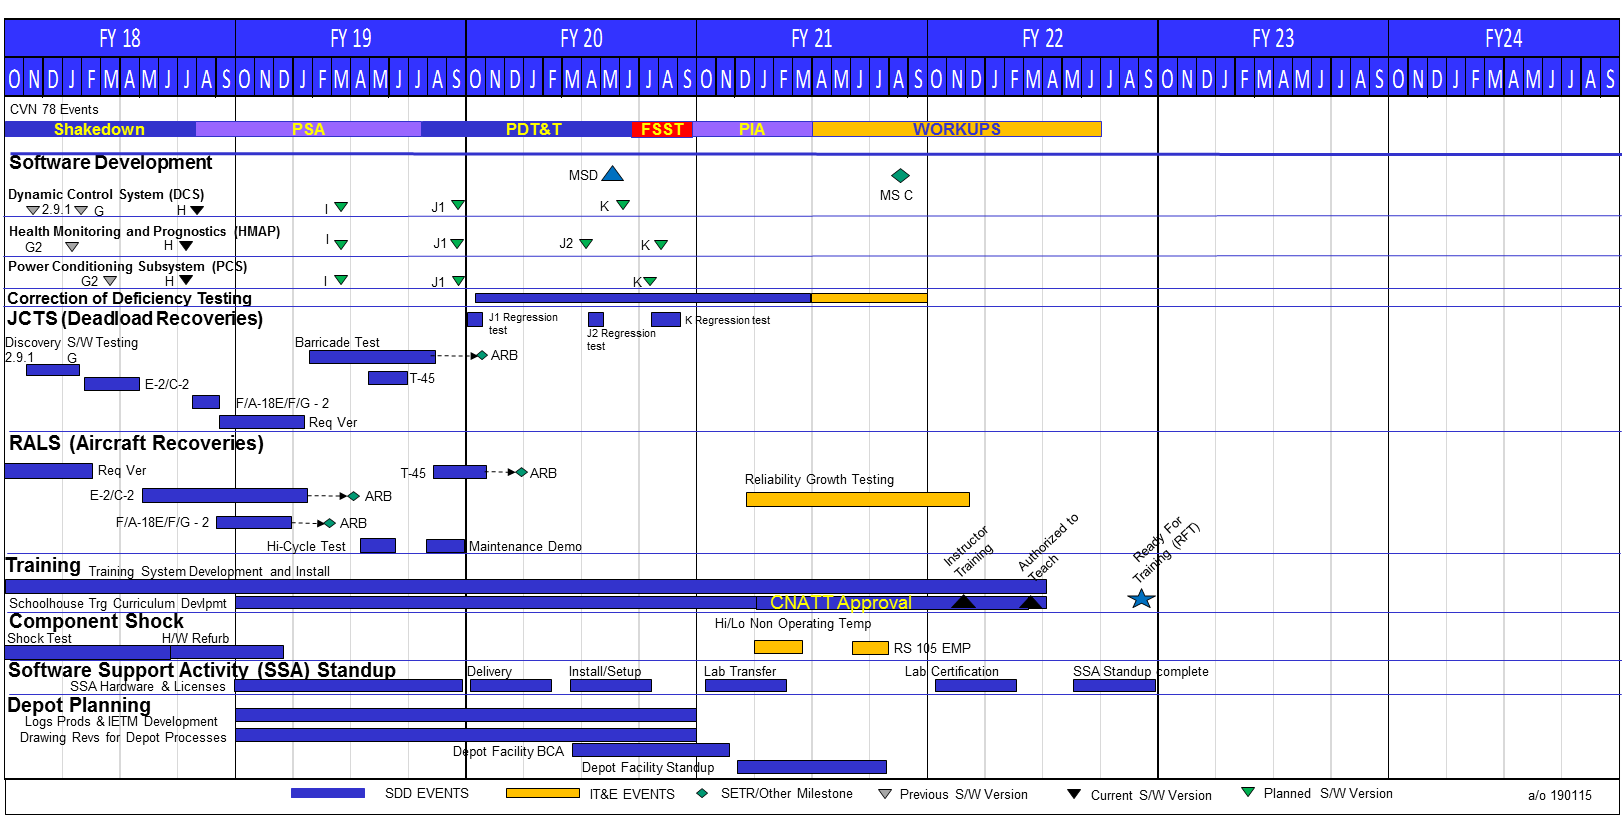 FY 18 FY 19 FY 20 FY 21 FY 22 FY 23 FY24
O N D J F M A M J J A S O N D J F M A M J J A S O N D J F M A M J J A S O N D J F M A M J J A S O N D J F M A M J J A S O N D J F M A M J J A S O N D J F M A M J J A S
CVN 78 Events
Shakedown PSA PDT&T FSST PIA WORKUPS
Software Development
MSD
MS C
Dynamic Control System (DCS)
2.9.1 G H I J1 K
Health Monitoring and Prognostics (HMAP)
G2 H I J1 J2 K
Power Conditioning Subsystem (PCS)
G2 H I J1 K
Correction of Deficiency Testing
JCTS (Deadload Recoveries)
J1 Regression
test
J2 Regression
test
K Regression test
Discovery S/W Testing
2.9.1 G
Barricade Test
ARB
E-2/C-2
T-45
F/A-18E/F/G - 2
Req Ver
RALS (Aircraft Recoveries)
Req Ver
T-45
ARB
Reliability Growth Testing
E-2/C-2
ARB
F/A-18E/F/G - 2
ARB
Hi-Cycle Test
Maintenance Demo
Instructor
Training
Authorized to
Teach
Ready For
Training (RFT)
Training
Training System Development and Install
Schoolhouse Trg Curriculum Devlpmt
CNATT Approval
Component Shock
Shock Test
H/W Refurb
Hi/Lo Non Operating Temp
RS 105 EMP
Software Support Activity (SSA) Standup
SSA Hardware & Licenses
Delivery
Install/Setup
Lab Transfer
Lab Certification
SSA Standup complete
Depot Planning
Logs Prods & IETM Development
Drawing Revs for Depot Processes
Depot Facility BCA
Depot Facility Standup
SDD EVENTS
IT&E EVENTS
SETR/Other Milestone
Previous S/W Version
Current S/W Version
Planned S/W Version
a/o 190115